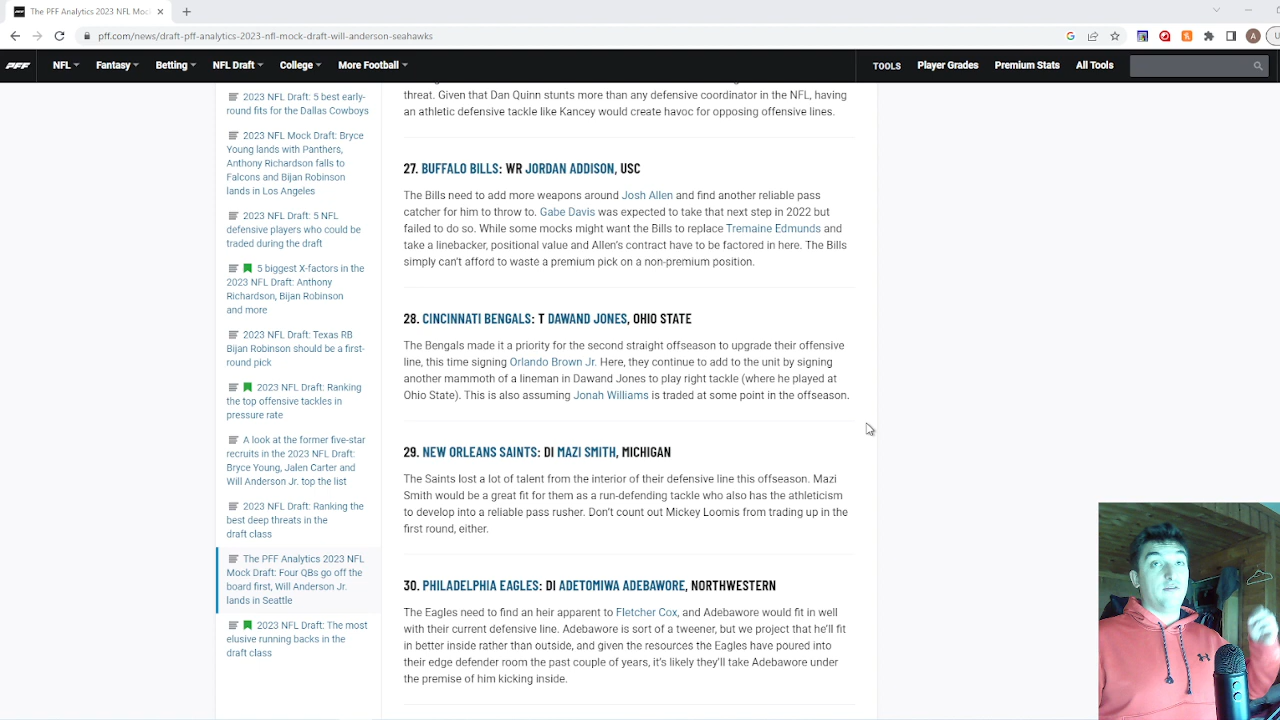 The PFF Analytics 2023 NFL Moc
pff.com/news/draft-pff-analytics-2023-nfl-mock-draft-will-anderson-seahawks
A
PFF NFL Fantasy Betting NFL Draft College More Football TOOLS Player Grades Premium Stats All Tools
2023 NFL Draft: 5 best early-
round fits for the Dallas Cowboys
2023 NFL Mock Draft: Bryce
Young lands with Panthers,
Anthony Richardson falls to
Falcons and Bijan Robinson
lands in Los Angeles
2023 NFL Draft: 5 NFL
defensive players who could be
traded during the draft
5 biggest X-factors in the
2023 NFL Draft: Anthony
Richardson, Bijan Robinson
and more
2023 NFL Draft: Texas RB
Bijan Robinson should be a first-
round pick
2023 NFL Draft: Ranking
the top offensive tackles in
pressure rate
A look at the former five-star
recruits in the 2023 NFL Draft:
Bryce Young, Jalen Carter and
Will Anderson Jr. top the list
2023 NFL Draft: Ranking the
best deep threats in the
draft class
The PFF Analytics 2023 NFL
Mock Draft: Four QBs go off the
board first, Will Anderson Jr.
lands in Seattle
2023 NFL Draft: The most
elusive running backs in the
draft class
threat. Given that Dan Quinn stunts more than any defensive coordinator in the NFL, having
an athletic defensive tackle like Kancey would create havoc for opposing offensive lines.
27. BUFFALO BILLS: WR JORDAN ADDISON, USC
The Bills need to add more weapons around Josh Allen and find another reliable pass
catcher for him to throw to. Gabe Davis was expected to take that next step in 2022 but
failed to do so. While some mocks might want the Bills to replace Tremaine Edmunds and
take a linebacker, positional value and Allen's contract have to be factored in here. The Bills
simply can't afford to waste a premium pick on a non-premium position.
28. CINCINNATI BENGALS: T DAWAND JONES, OHIO STATE
The Bengals made it a priority for the second straight offseason to upgrade their offensive
line, this time signing Orlando Brown Jr. Here, they continue to add to the unit by signing
another mammoth of a lineman in Dawand Jones to play right tackle (where he played at
Ohio State). This is also assuming Jonah Williams is traded at some point in the offseason.
29. NEW ORLEANS SAINTS: DI MAZI SMITH, MICHIGAN
The Saints lost a lot of talent from the interior of their defensive line this offseason. Mazi
Smith would be a great fit for them as a run-defending tackle who also has the athleticism
to develop into a reliable pass rusher. Don't count out Mickey Loomis from trading up in the
first round, either.
30. PHILADELPHIA EAGLES: DI ADETOMIWA ADEBAWORE, NORTHWESTERN
The Eagles need to find an heir apparent to Fletcher Cox, and Adebawore would fit in well
with their current defensive line. Adebawore is sort of a tweener, but we project that he'll fit
in better inside rather than outside, and given the resources the Eagles have poured into
their edge defender room the past couple of years, it's likely they'll take Adebawore under
the premise of him kicking inside.